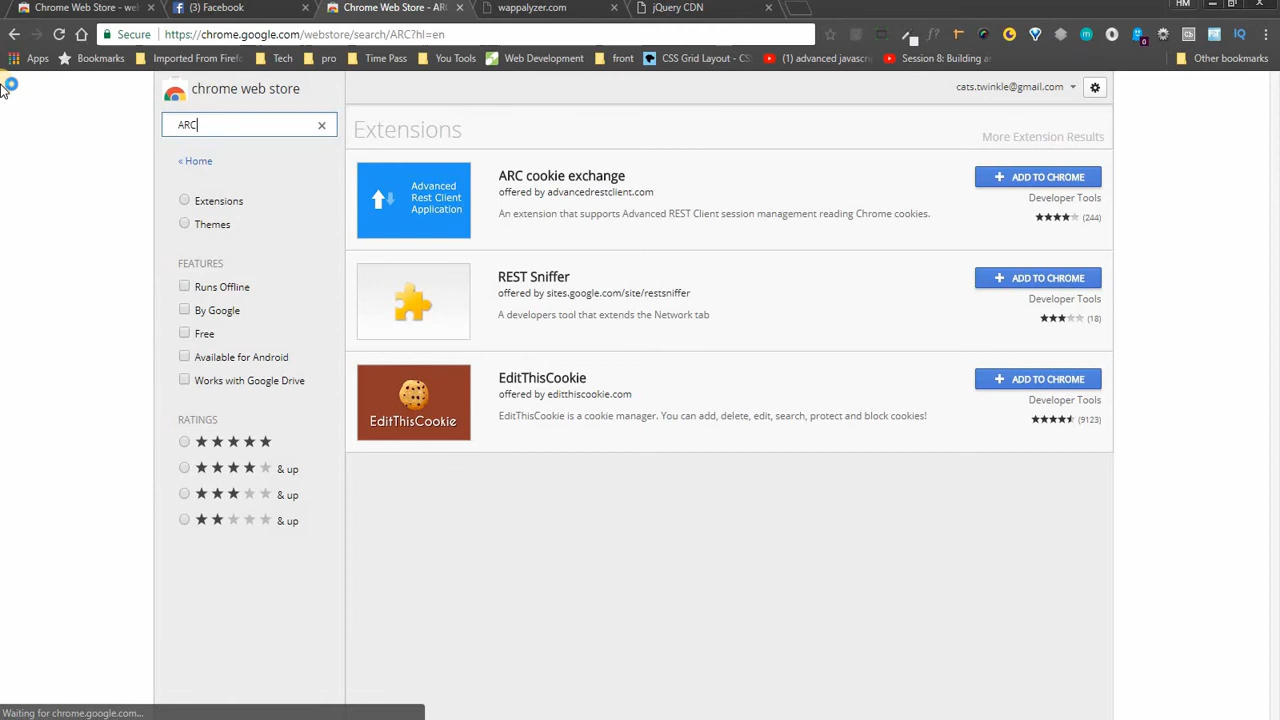 Chrome Web Store - wel
(3) Facebook
Chrome Web Store - ARC
wappalyzer.com
jQuery CDN
HM
Secure
https://chrome.google.com/webstore/search/ARC?hl=en
Apps
Bookmarks
Imported From Firefo
Tech
pro
Time Pass
You Tools
Web Development
front
CSS Grid Layout - CSS
(1) advanced javascr
Session 8: Building a
Other bookmarks
chrome web store
cats.twinkle@gmail.com
ARC
Extensions
More Extension Results
« Home
Extensions
Themes
FEATURES
Runs Offline
By Google
Free
Available for Android
Works with Google Drive
RATINGS
& up
& up
& up
Advanced
Rest Client
Application
ARC cookie exchange
offered by advancedrestclient.com
An extension that supports Advanced REST Client session management reading Chrome cookies.
+ ADD TO CHROME
Developer Tools
(244)
REST Sniffer
offered by sites.google.com/site/restsniffer
A developers tool that extends the Network tab
+ ADD TO CHROME
Developer Tools
(18)
EditThisCookie
EditThisCookie
offered by editthiscookie.com
EditThisCookie is a cookie manager. You can add, delete, edit, search, protect and block cookies!
+ ADD TO CHROME
Developer Tools
(9123)
Waiting for chrome.google.com...